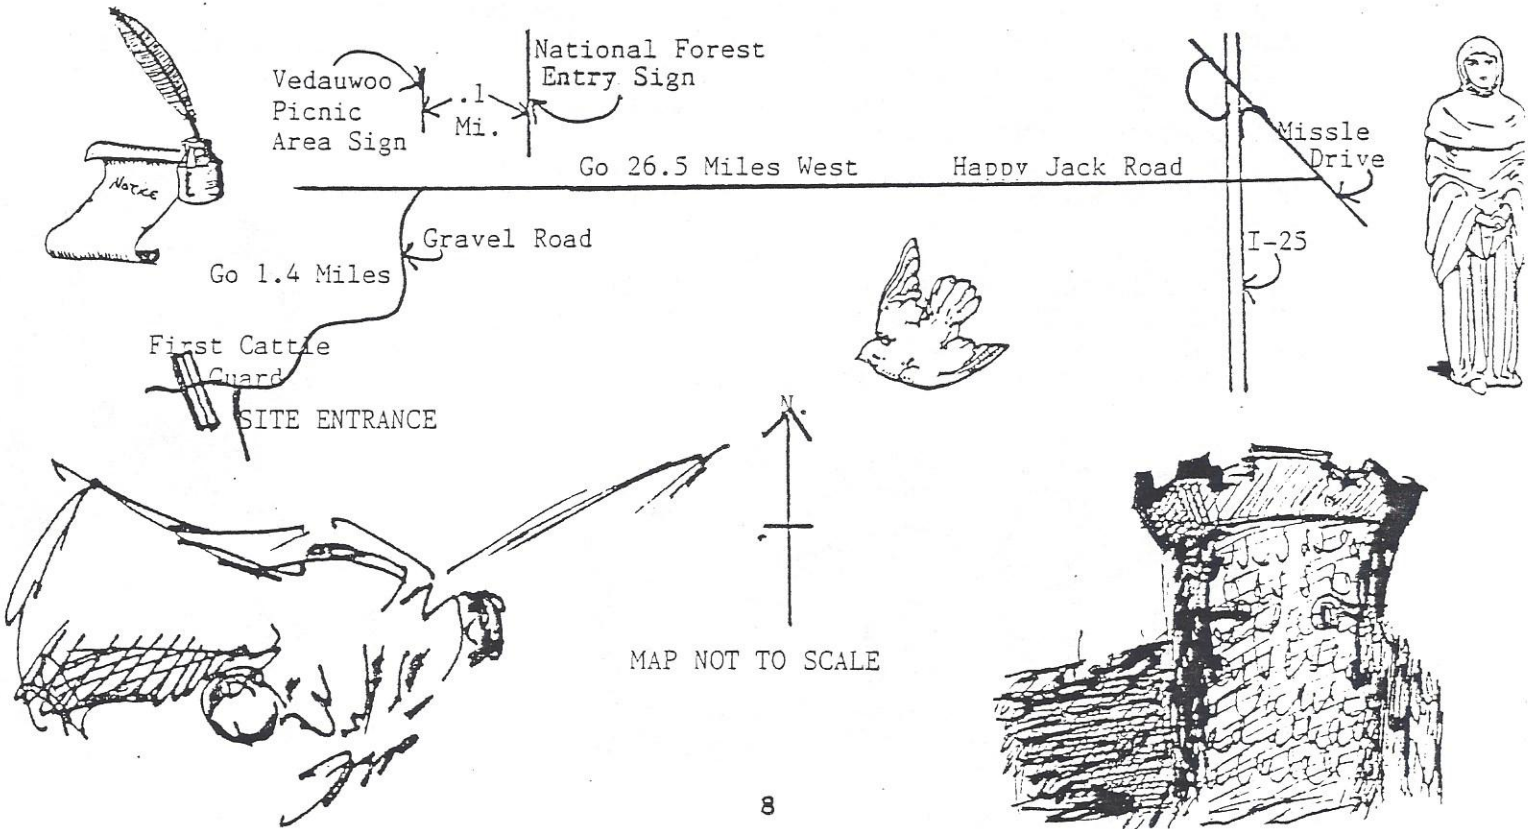 National Forest
Entry Sign
Vedauwoo
Picnic
Area Sign
.1
Mi.
Missle
Drive
Notice
Go 26.5 Miles West
Happy Jack Road
Gravel Road
I-25
Go 1.4 Miles
First Cattle
Guard
SITE ENTRANCE
N.
MAP NOT TO SCALE
8